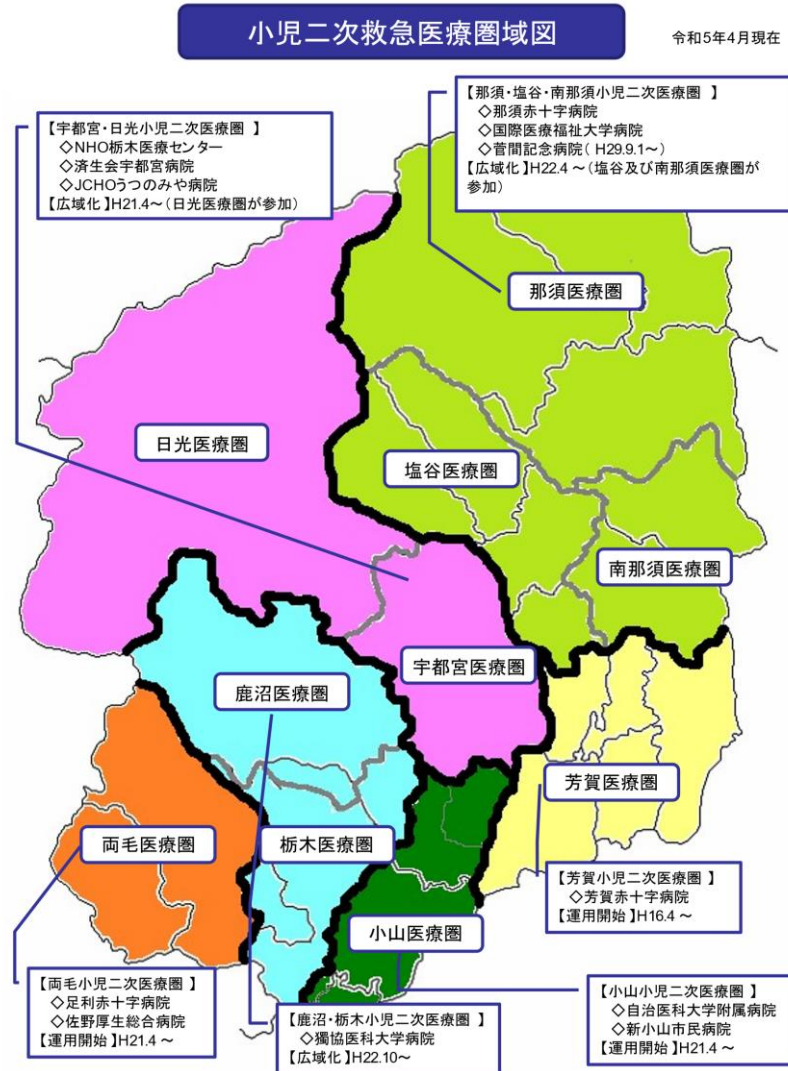 小児二次救急医療圏域図
令和5年4月現在
【宇都宮・日光小児二次医療圏 】
◇NHO栃木医療センター
◇済生会宇都宮病院
◇JCHOうつのみや病院
【広域化】H21.4～(日光医療圏が参加)
【那須・塩谷・南那須小児二次医療圏 】
◇那須赤十字病院
◇国際医療福祉大学病院
◇菅間記念病院( H29.9.1～)
【広域化】H22.4 ～(塩谷及び南那須医療圏が
参加)
那須医療圏
日光医療圏
塩谷医療圏
南那須医療圏
宇都宮医療圏
鹿沼医療圏
芳賀医療圏
両毛医療圏
栃木医療圏
小山医療圏
【芳賀小児二次医療圏 】
◇芳賀赤十字病院
【運用開始】H16.4 ～
【両毛小児二次医療圏 】
◇足利赤十字病院
◇佐野厚生総合病院
【運用開始】H21.4 ～
【鹿沼・栃木小児二次医療圏 】
◇獨協医科大学病院
【広域化】H22.10～
【小山小児二次医療圏 】
◇自治医科大学附属病院
◇新小山市民病院
【運用開始】H21.4 ～